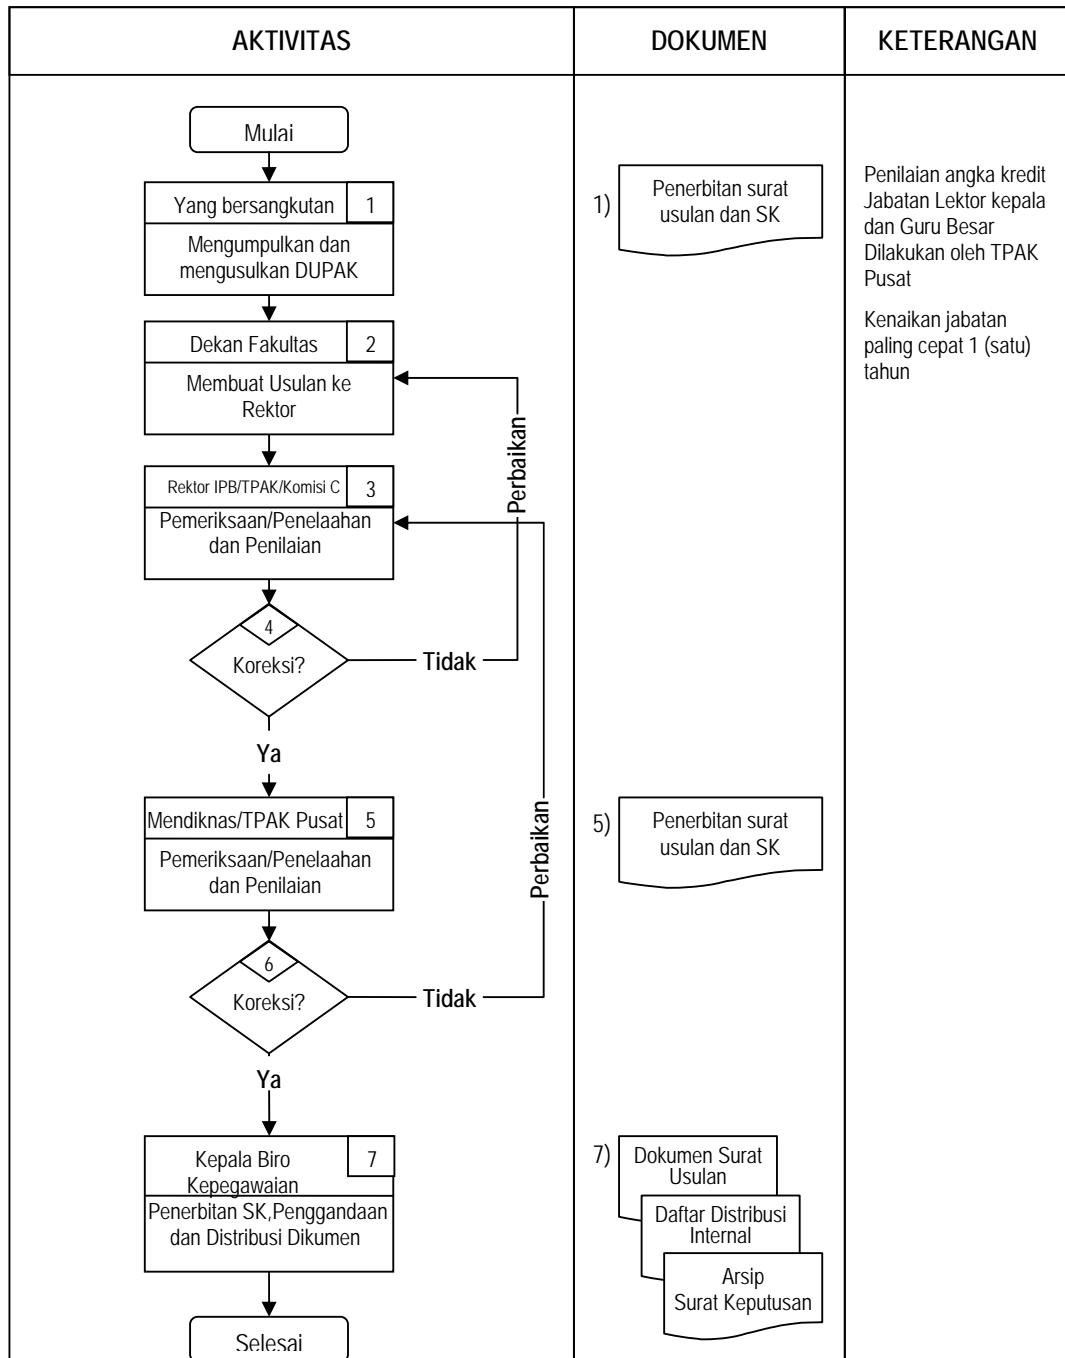 AKTIVITAS
DOKUMEN
KETERANGAN
Mulai
Yang bersangkutan
1
Mengumpulkan dan
mengusulkan DUPAK
1)
Penerbitan surat
usulan dan SK
Penilaian angka kredit
Jabatan Lektor kepala
dan Guru Besar
Dilakukan oleh TPAK
Pusat
Kenaikan jabatan
paling cepat 1 (satu)
tahun
Dekan Fakultas
2
Membuat Usulan ke
Rektor
Perbaikan
Rektor IPB/TPAK/Komisi C
3
Pemeriksaan/Penelaahan
dan Penilaian
4
Koreksi?
Tidak
Ya
Mendiknas/TPAK Pusat
5
Pemeriksaan/Penelaahan
dan Penilaian
Perbaikan
5)
Penerbitan surat
usulan dan SK
6
Koreksi?
Tidak
Ya
Kepala Biro
Kepegawaian
7
Penerbitan SK,Penggandaan
dan Distribusi Dikumen
7)
Dokumen Surat
Usulan
Daftar Distribusi
Internal
Arsip
Surat Keputusan
Selesai